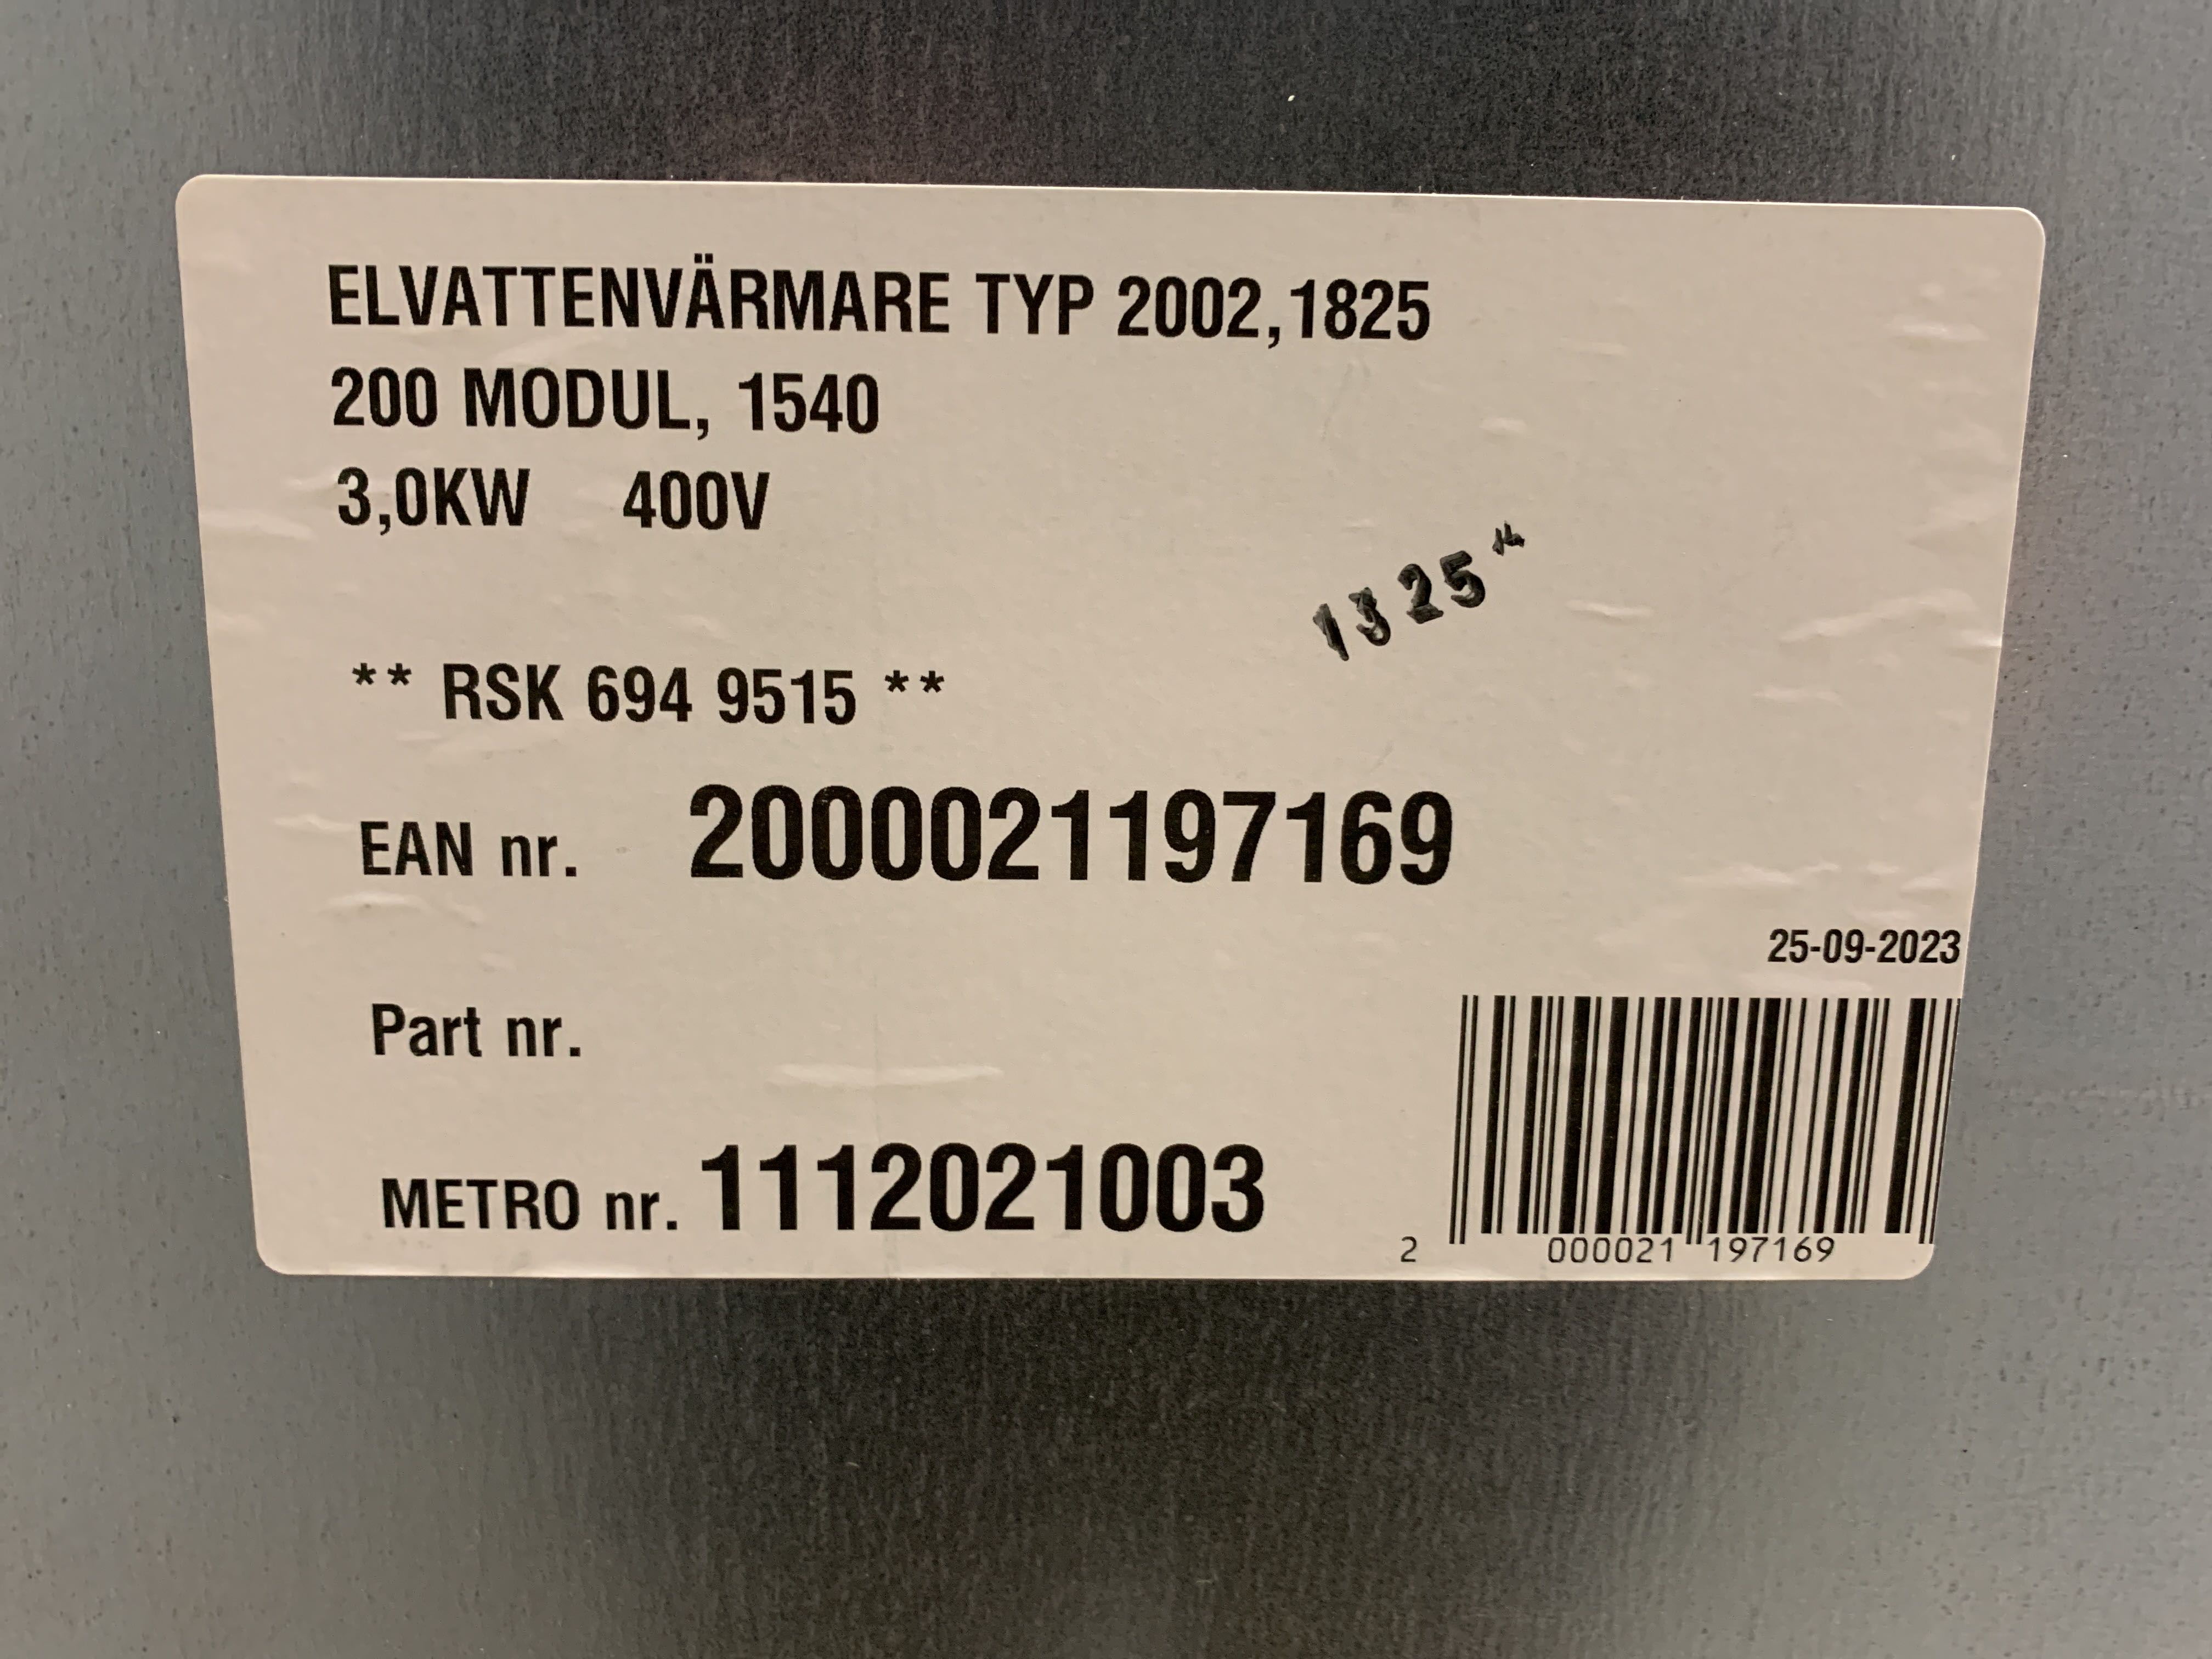 ELVATTENVÄRMARE TYP 2002,1825
200 MODUL, 1540
3,0KW 400V
1325"
** RSK 694 9515 **
EAN nr. 2000021197169
25-09-2023
Part nr.
METRO nr. 1112021003
2 000021 197169